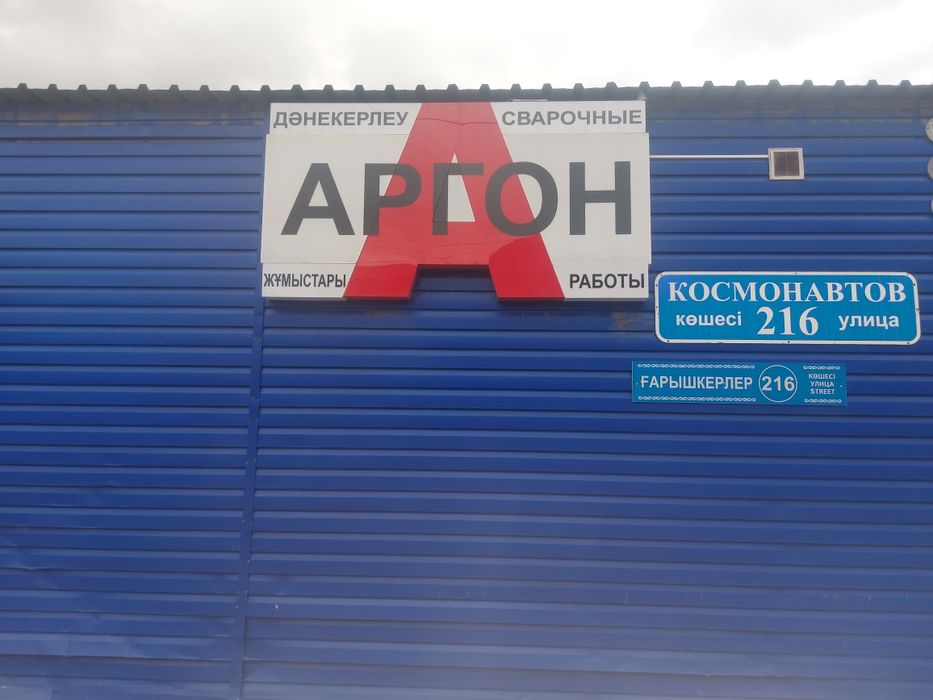 ДӘНЕКЕРЛЕУ СВАРОЧНЫЕ
АРГОН
ЖҰМЫСТАРЫ РАБОТЫ
КОСМОНАВТОВ
көшесі 216 улица
ҒАРЫШКЕРЛЕР 216
КӨШЕСІ
УЛИЦА
STREET